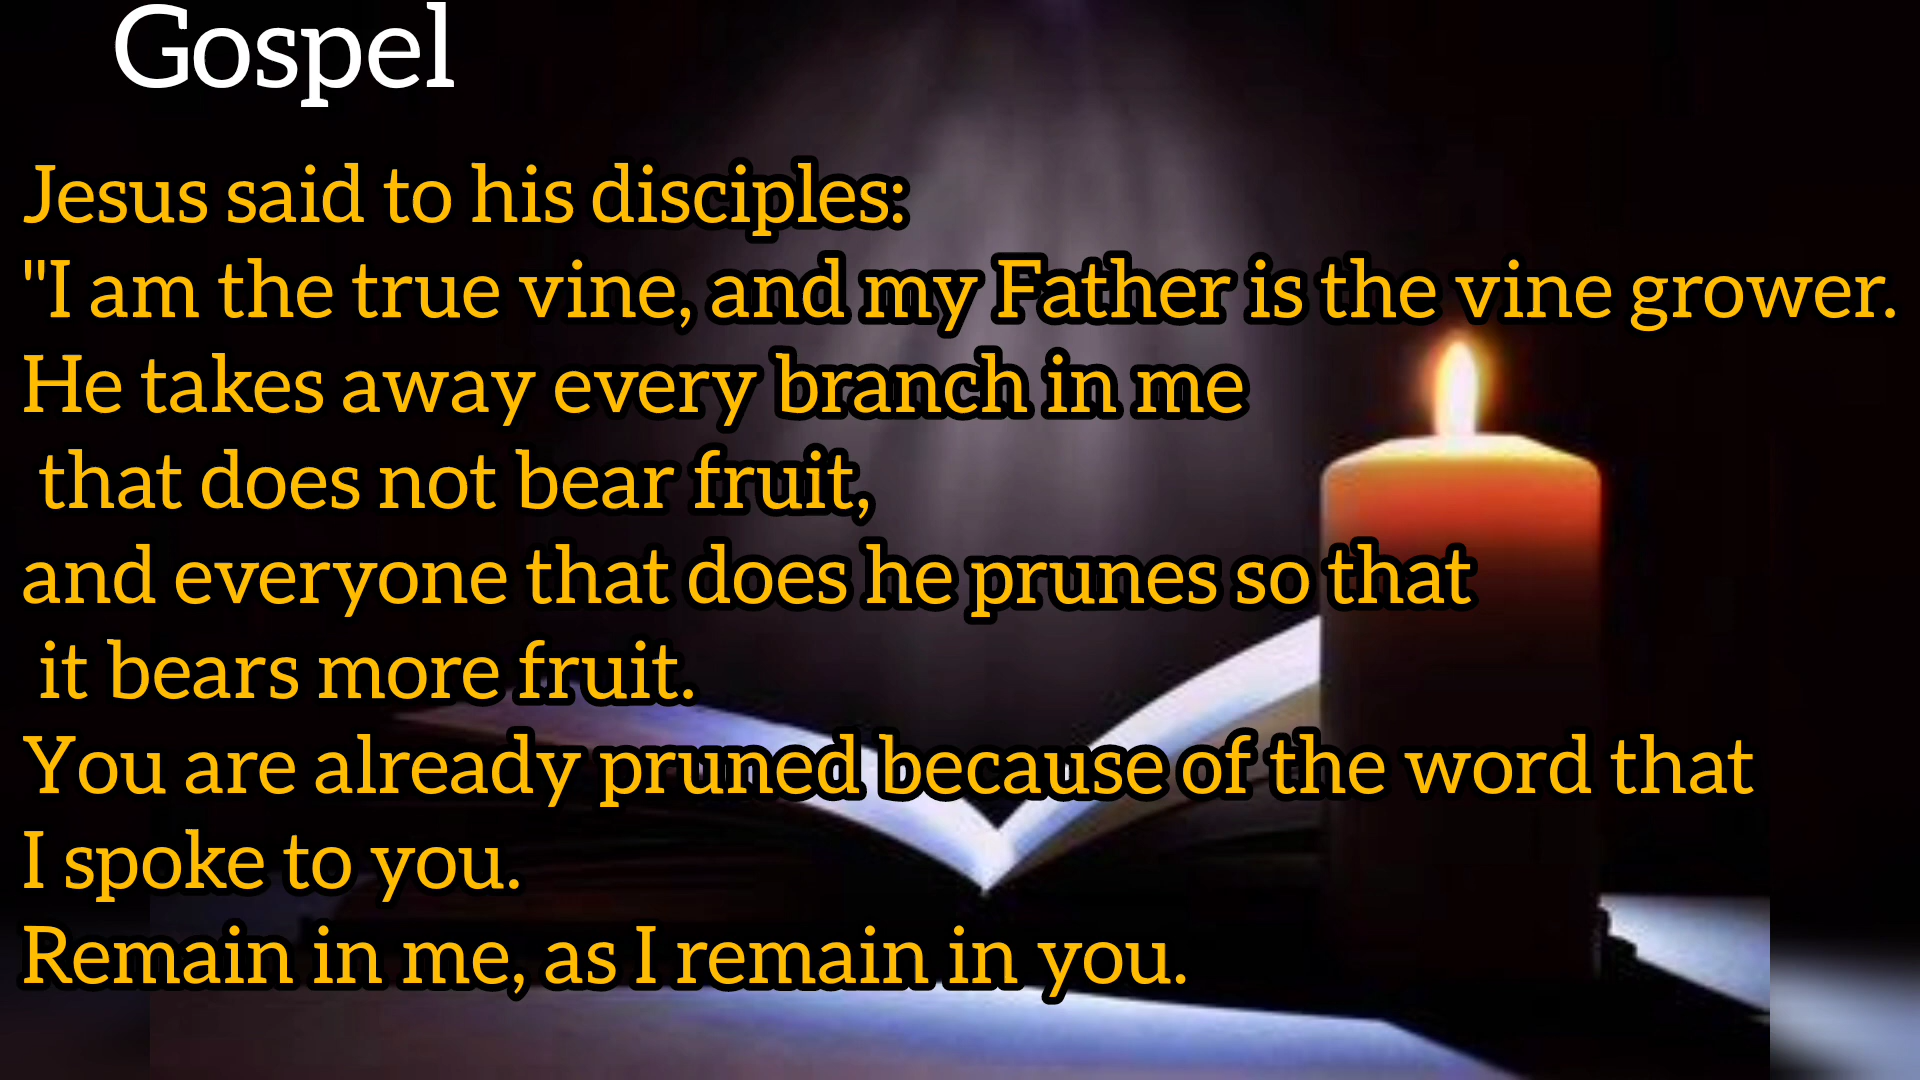 Gospel
Jesus said to his disciples:
"I am the true vine, and my Father is the vine grower.
He takes away every branch in me
that does not bear fruit,
and everyone that does he prunes so that
it bears more fruit.
You are already pruned because of the word that
I spoke to you.
Remain in me, as I remain in you.